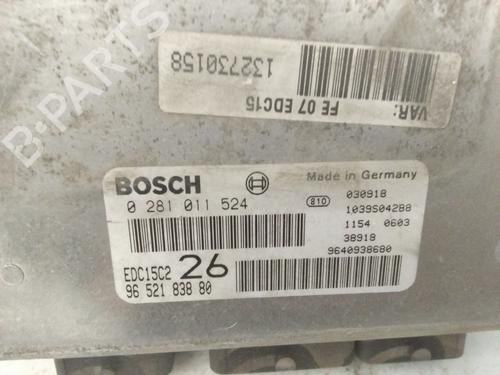 B-PARTS
132730158
VAR:
FE 07 EDC15
BOSCH
Made in Germany
0 281 011 524
810
030918
1039S04288
1154 0603
38918
9640938680
EDC15C2 26
96 521 838 80